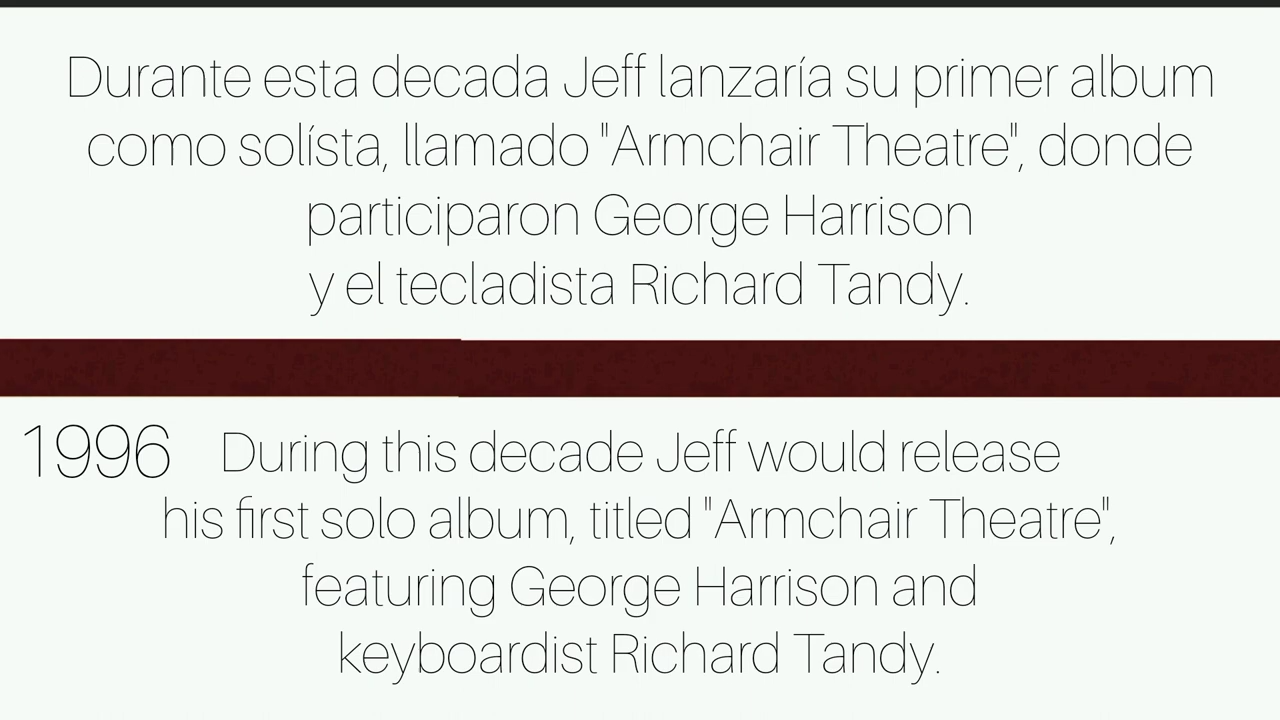 Durante esta decada Jeff lanzaría su primer album
como solísta, llamado "Armchair Theatre", donde
participaron George Harrison
y el tecladista Richard Tandy.
1996 During this decade Jeff would release
his first solo album, titled "Armchair Theatre",
featuring George Harrison and
keyboardist Richard Tandy.